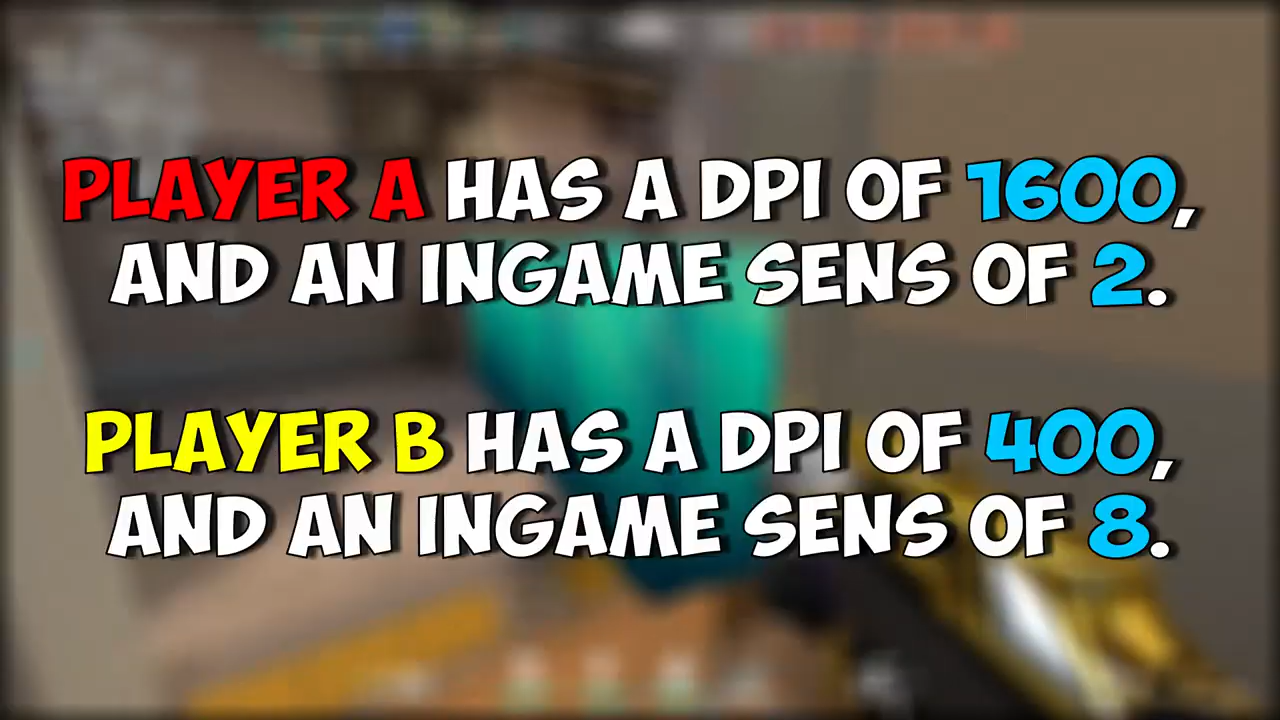 PLAYER A HAS A DPI OF 1600,
AND AN INGAME SENS OF 2.
PLAYER B HAS A DPI OF 400,
AND AN INGAME SENS OF 8.